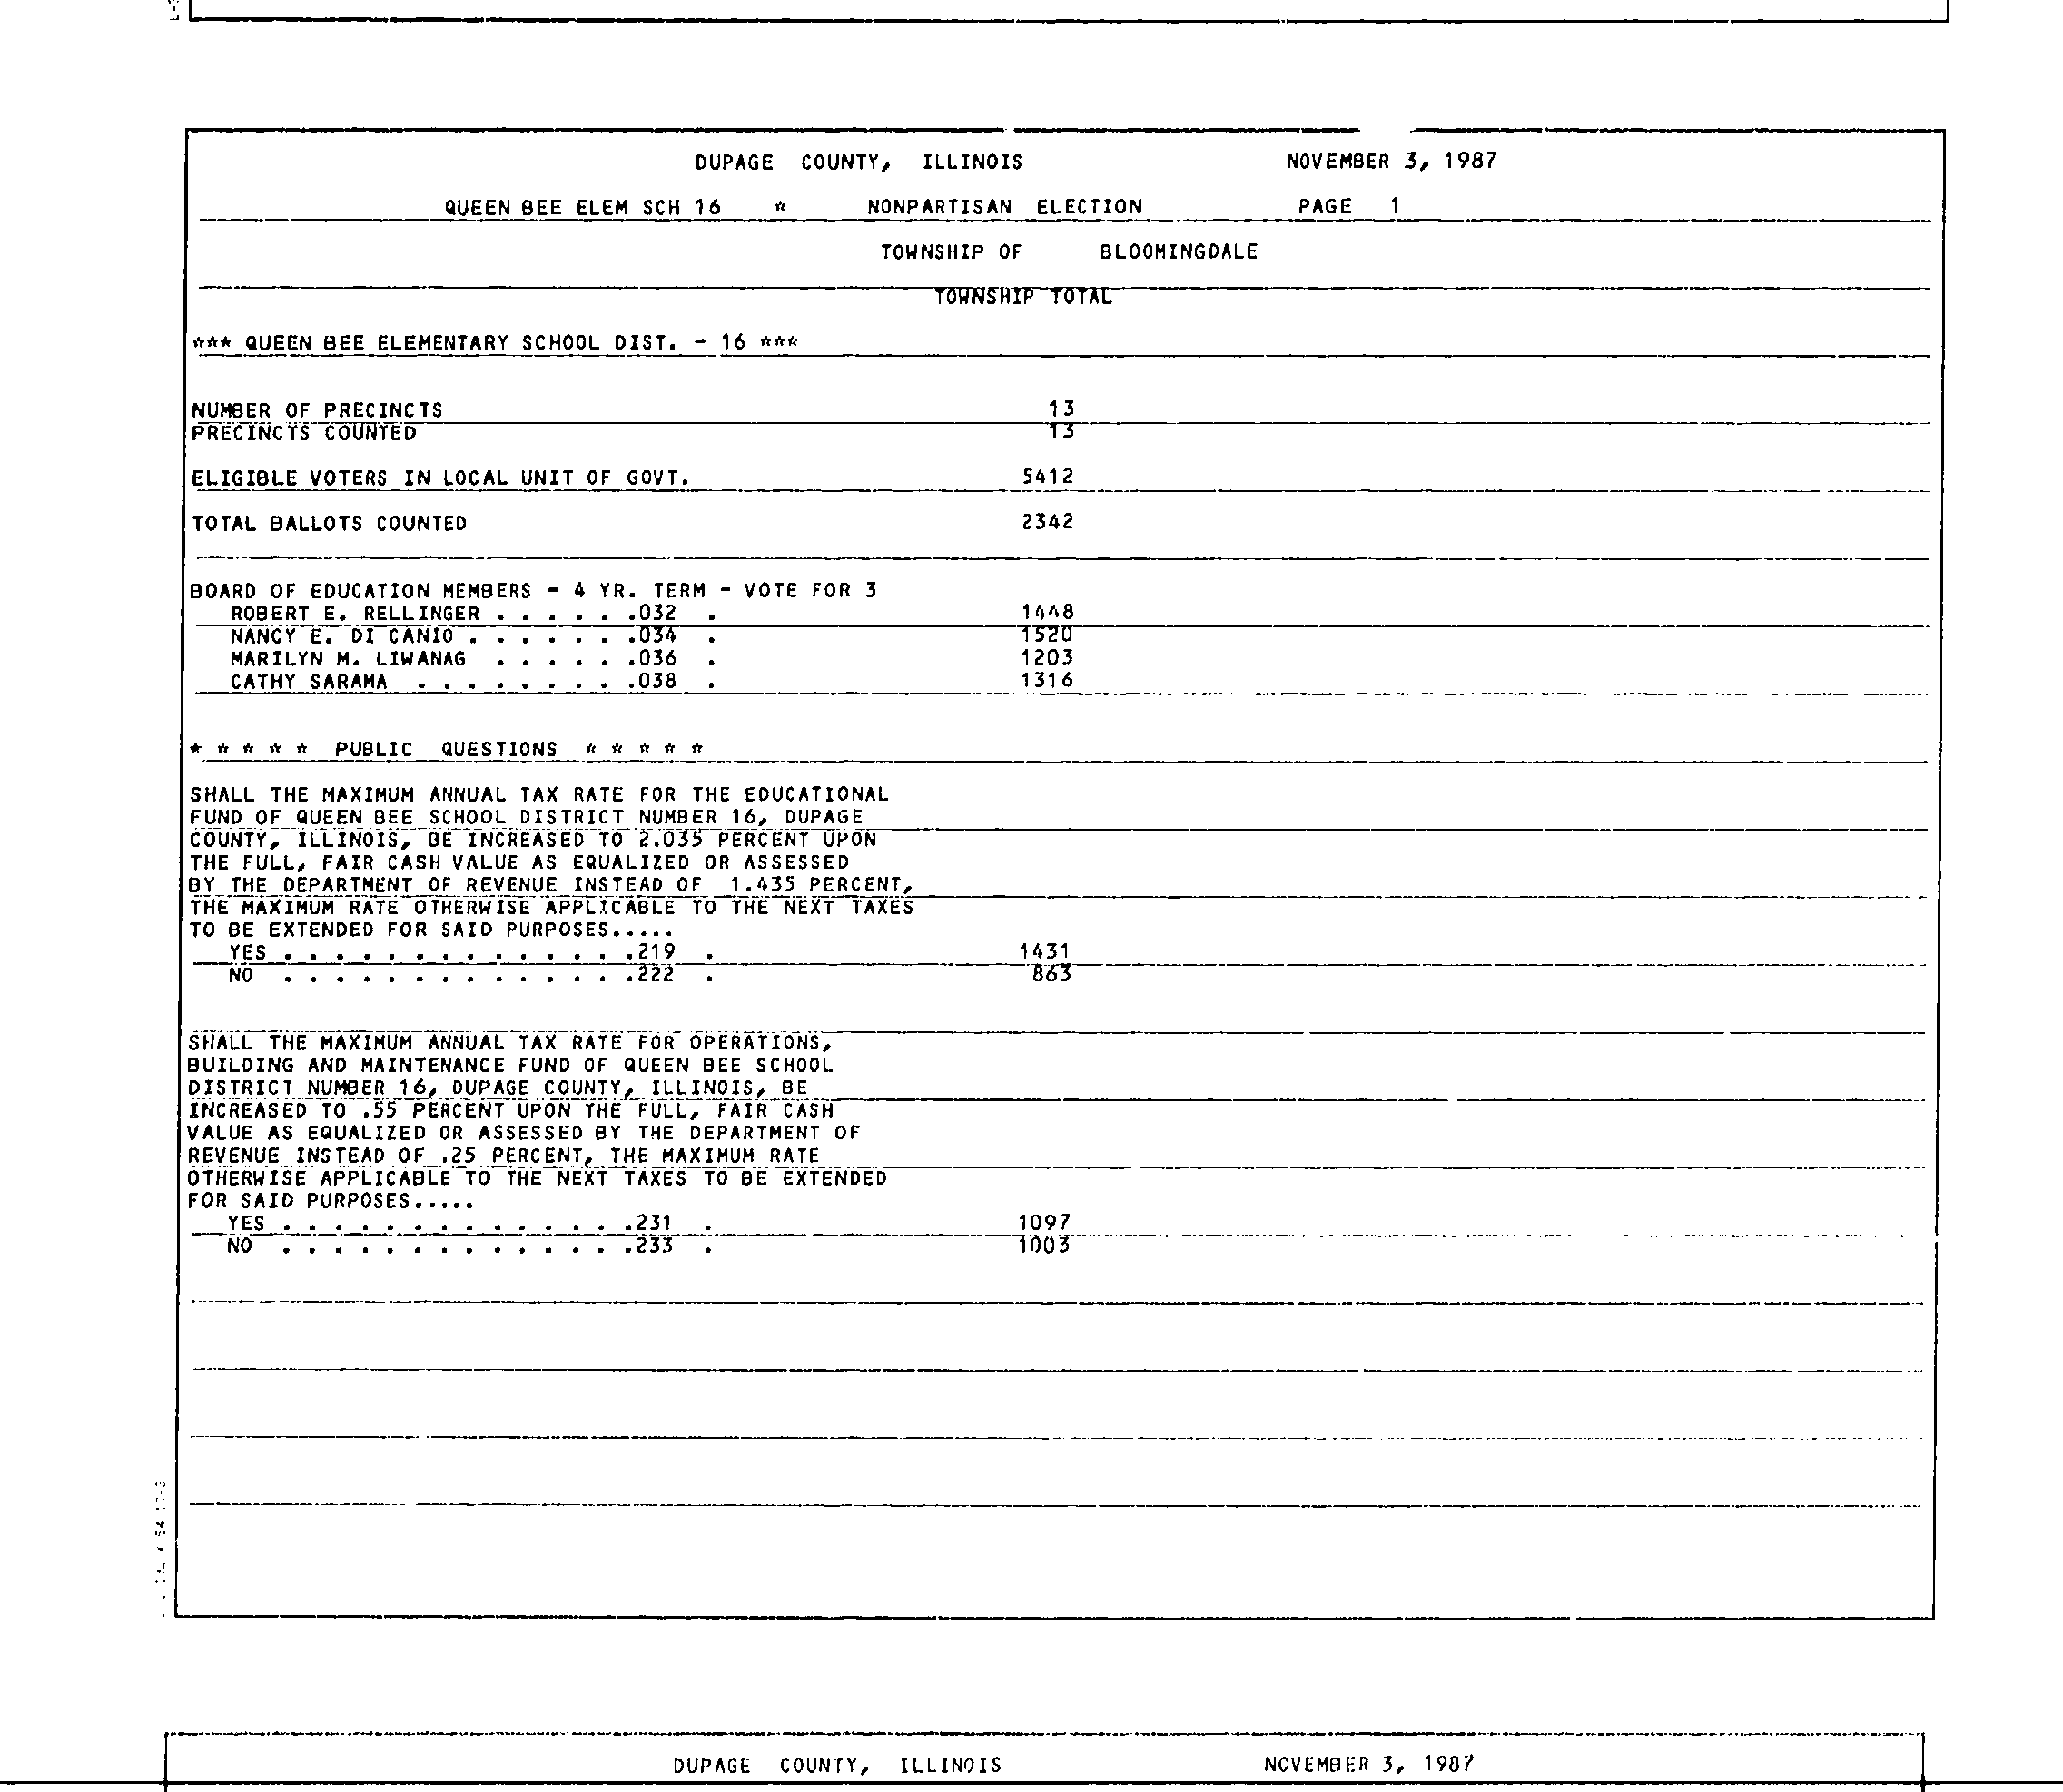 DUPAGE COUNTY, ILLINOIS NOVEMBER 3, 1987
QUEEN BEE ELEM SCH 16 * NONPARTISAN ELECTION PAGE 1
TOWNSHIP OF BLOOMINGDALE
TOWNSHIP TOTAL
*** QUEEN BEE ELEMENTARY SCHOOL DIST. - 16 ***
NUMBER OF PRECINCTS 13
PRECINCTS COUNTED 13
ELIGIBLE VOTERS IN LOCAL UNIT OF GOVT. 5412
TOTAL BALLOTS COUNTED 2342
BOARD OF EDUCATION MEMBERS - 4 YR. TERM - VOTE FOR 3
ROBERT E. RELLINGER . . . . . .032 . 1448
NANCY E. DI CANIO . . . . . . .034 . 1520
MARILYN M. LIWANAG . . . . . .036 . 1203
CATHY SARAMA . . . . . . . . .038 . 1316
* * * * * PUBLIC QUESTIONS * * * * *
SHALL THE MAXIMUM ANNUAL TAX RATE FOR THE EDUCATIONAL
FUND OF QUEEN BEE SCHOOL DISTRICT NUMBER 16, DUPAGE
COUNTY, ILLINOIS, BE INCREASED TO 2.035 PERCENT UPON
THE FULL, FAIR CASH VALUE AS EQUALIZED OR ASSESSED
BY THE DEPARTMENT OF REVENUE INSTEAD OF 1.435 PERCENT,
THE MAXIMUM RATE OTHERWISE APPLICABLE TO THE NEXT TAXES
TO BE EXTENDED FOR SAID PURPOSES.....
YES . . . . . . . . . . . . . .219 . 1431
NO . . . . . . . . . . . . . .222 . 863
SHALL THE MAXIMUM ANNUAL TAX RATE FOR OPERATIONS,
BUILDING AND MAINTENANCE FUND OF QUEEN BEE SCHOOL
DISTRICT NUMBER 16, DUPAGE COUNTY, ILLINOIS, BE
INCREASED TO .55 PERCENT UPON THE FULL, FAIR CASH
VALUE AS EQUALIZED OR ASSESSED BY THE DEPARTMENT OF
REVENUE INSTEAD OF .25 PERCENT, THE MAXIMUM RATE
OTHERWISE APPLICABLE TO THE NEXT TAXES TO BE EXTENDED
FOR SAID PURPOSES.....
YES . . . . . . . . . . . . . .231 . 1097
NO . . . . . . . . . . . . . .233 . 1003
DUPAGE COUNTY, ILLINOIS NOVEMBER 3, 1987